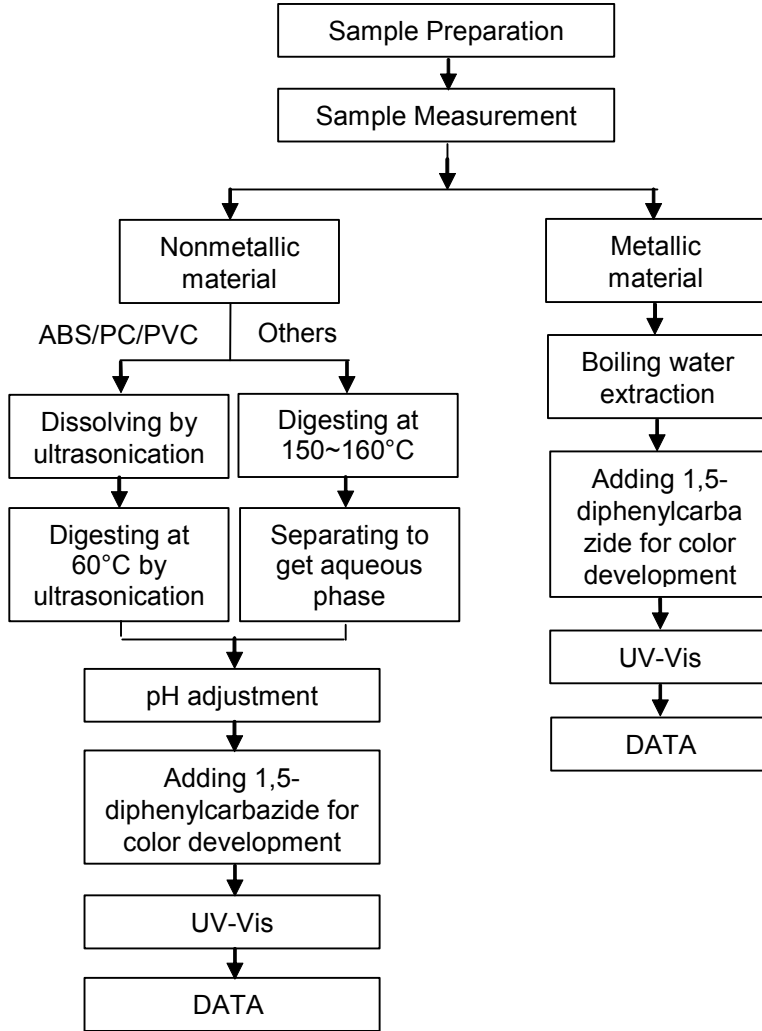 Sample Preparation
Sample Measurement
Nonmetallic
material
Metallic
material
ABS/PC/PVC
Others
Boiling water
extraction
Dissolving by
ultrasonication
Digesting at
150~160°C
Adding 1,5-
diphenylcarba
zide for color
development
Digesting at
60°C by
ultrasonication
Separating to
get aqueous
phase
UV-Vis
pH adjustment
DATA
Adding 1,5-
diphenylcarbazide for
color development
UV-Vis
DATA